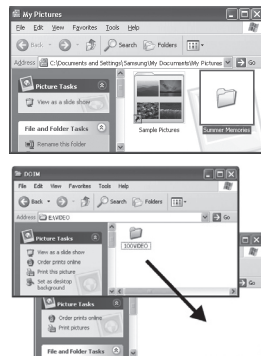 My Pictures
File Edit View Favorites Tools Help
Back Search Folders
Address C:\Documents and Settings\Samsung\My Documents\My Pictures Go
Picture Tasks
View as a slide show
File and Folder Tasks
Rename this folder
Sample Pictures
Summer Memories
DCIM
File Edit View Favorites Tools Help
Back Search Folders
Address E:\VIDEO Go
Picture Tasks
View as a slide show
Order prints online
Print this picture
Set as desktop
background
100VIDEO
Go
Picture Tasks
Order prints online
Print pictures
File and Folder Tasks